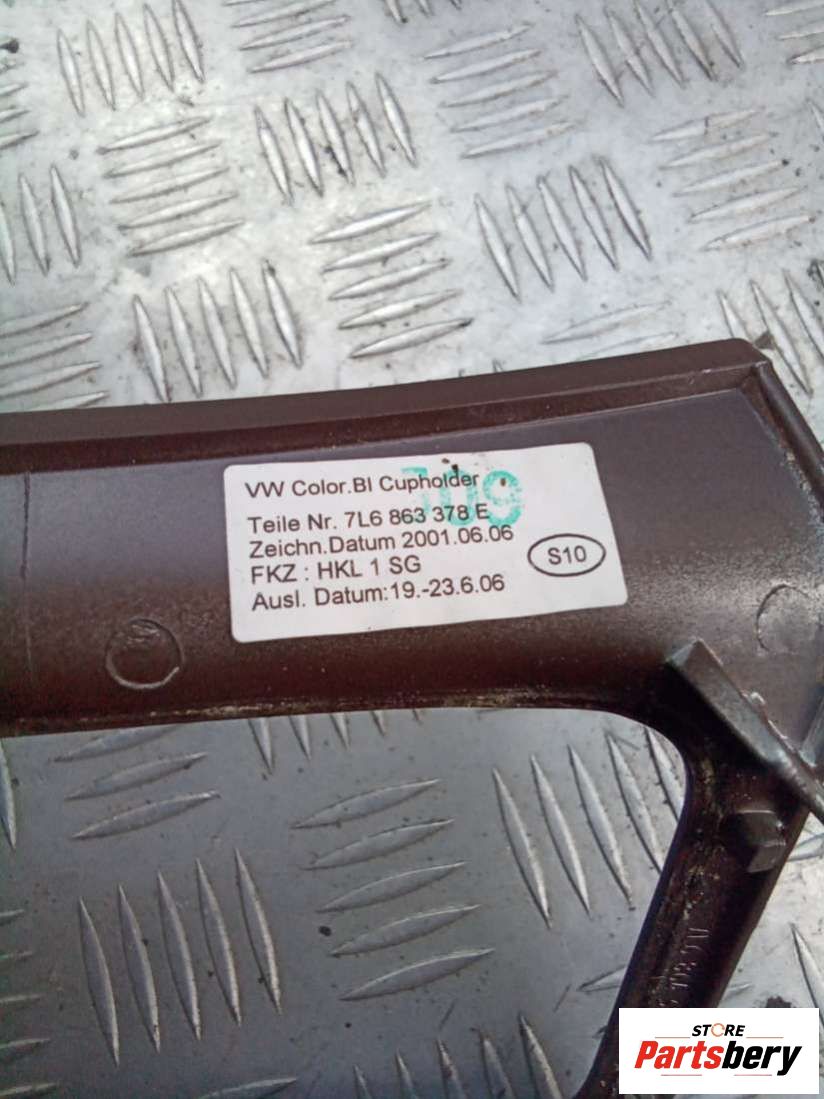 VW Color.Bl Cupholder
Teile Nr. 7L6 863 378 E
Zeichn.Datum 2001.06.06
FKZ : HKL 1 SG
Ausl. Datum:19.-23.6.06
S10
09
STORE
Partsbery